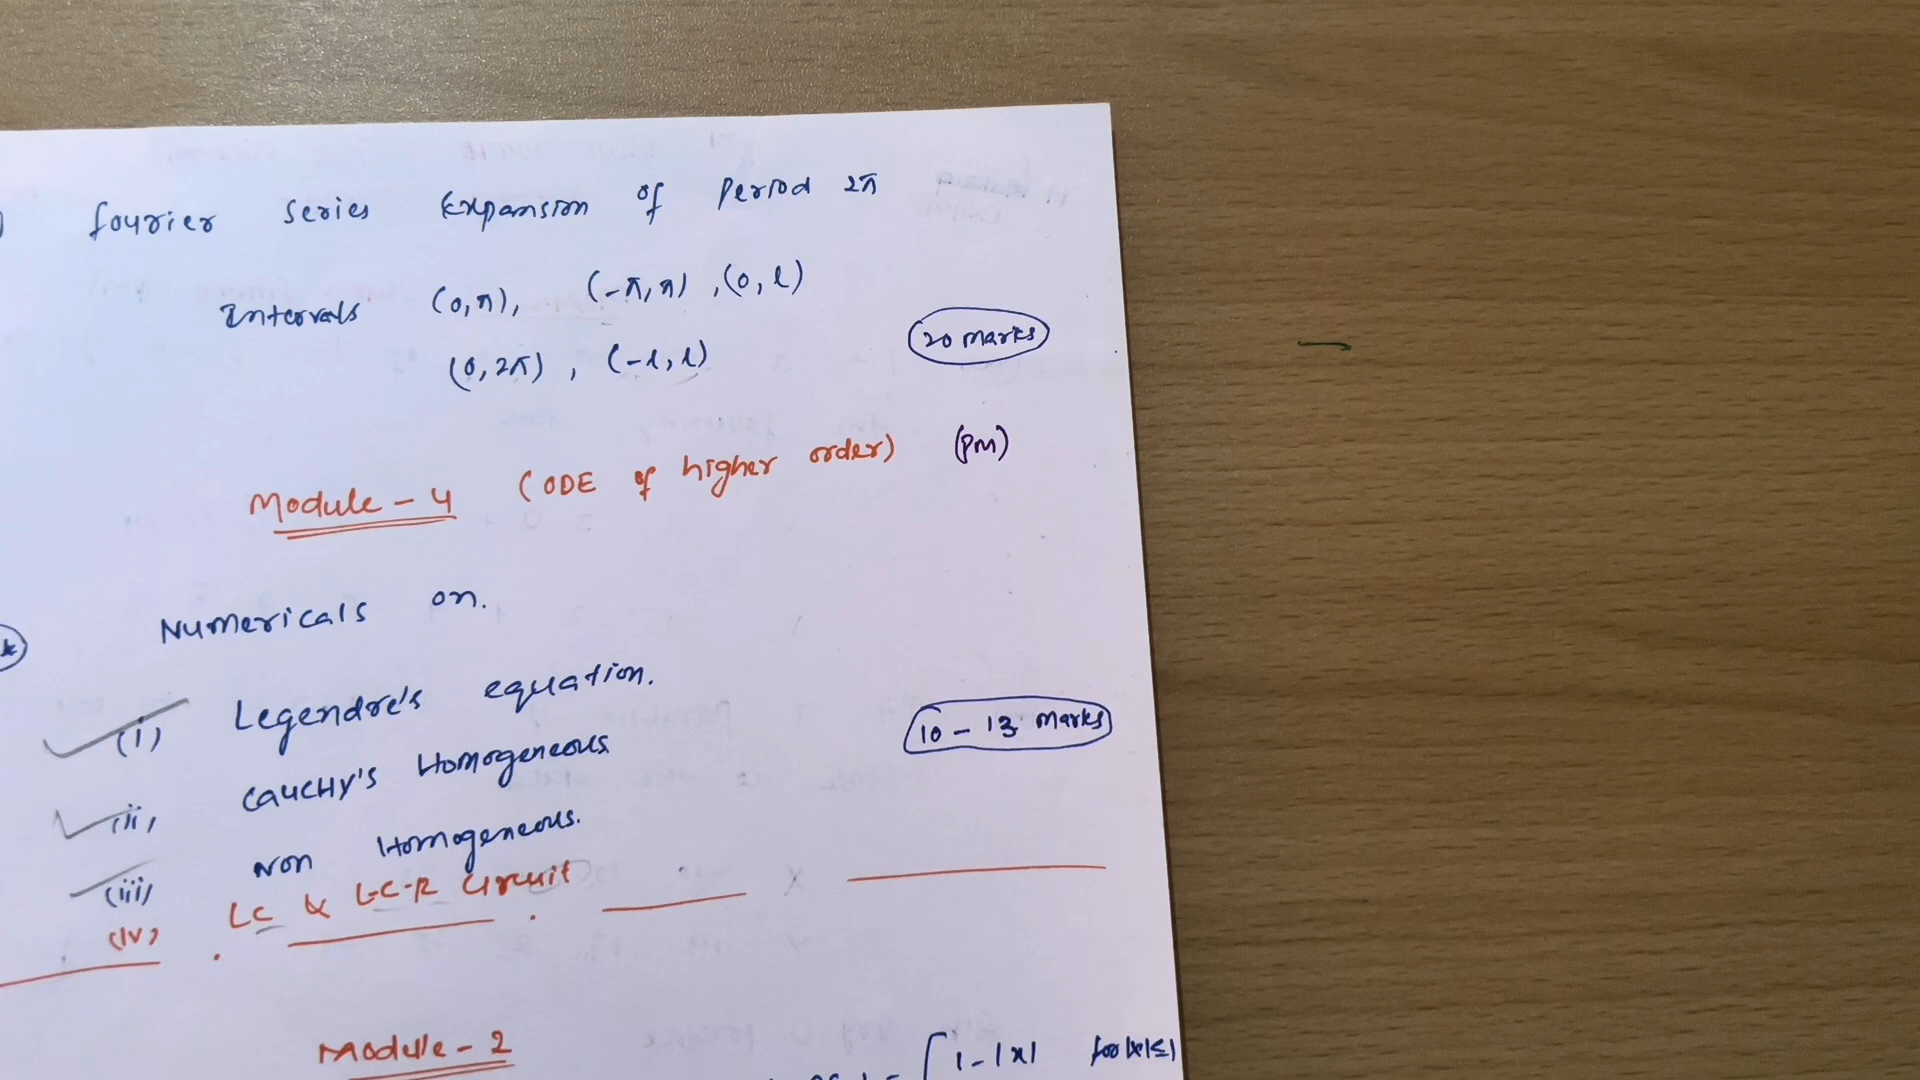 Fourier Series Expansion of Period 2π
Intervals (0,π), (-π,π), (0,l)
(0,2π), (-l,l)
20 marks
Module - 4 (ODE of higher order) (PM)
Numericals on.
(i) Legendre's equation.
(ii) CAUCHY'S Homogeneous
(iii) Non Homogeneous.
10 - 13 marks
(iv) LC & L-C-R Circuit
Module - 2
1-|x| for |x|≤1